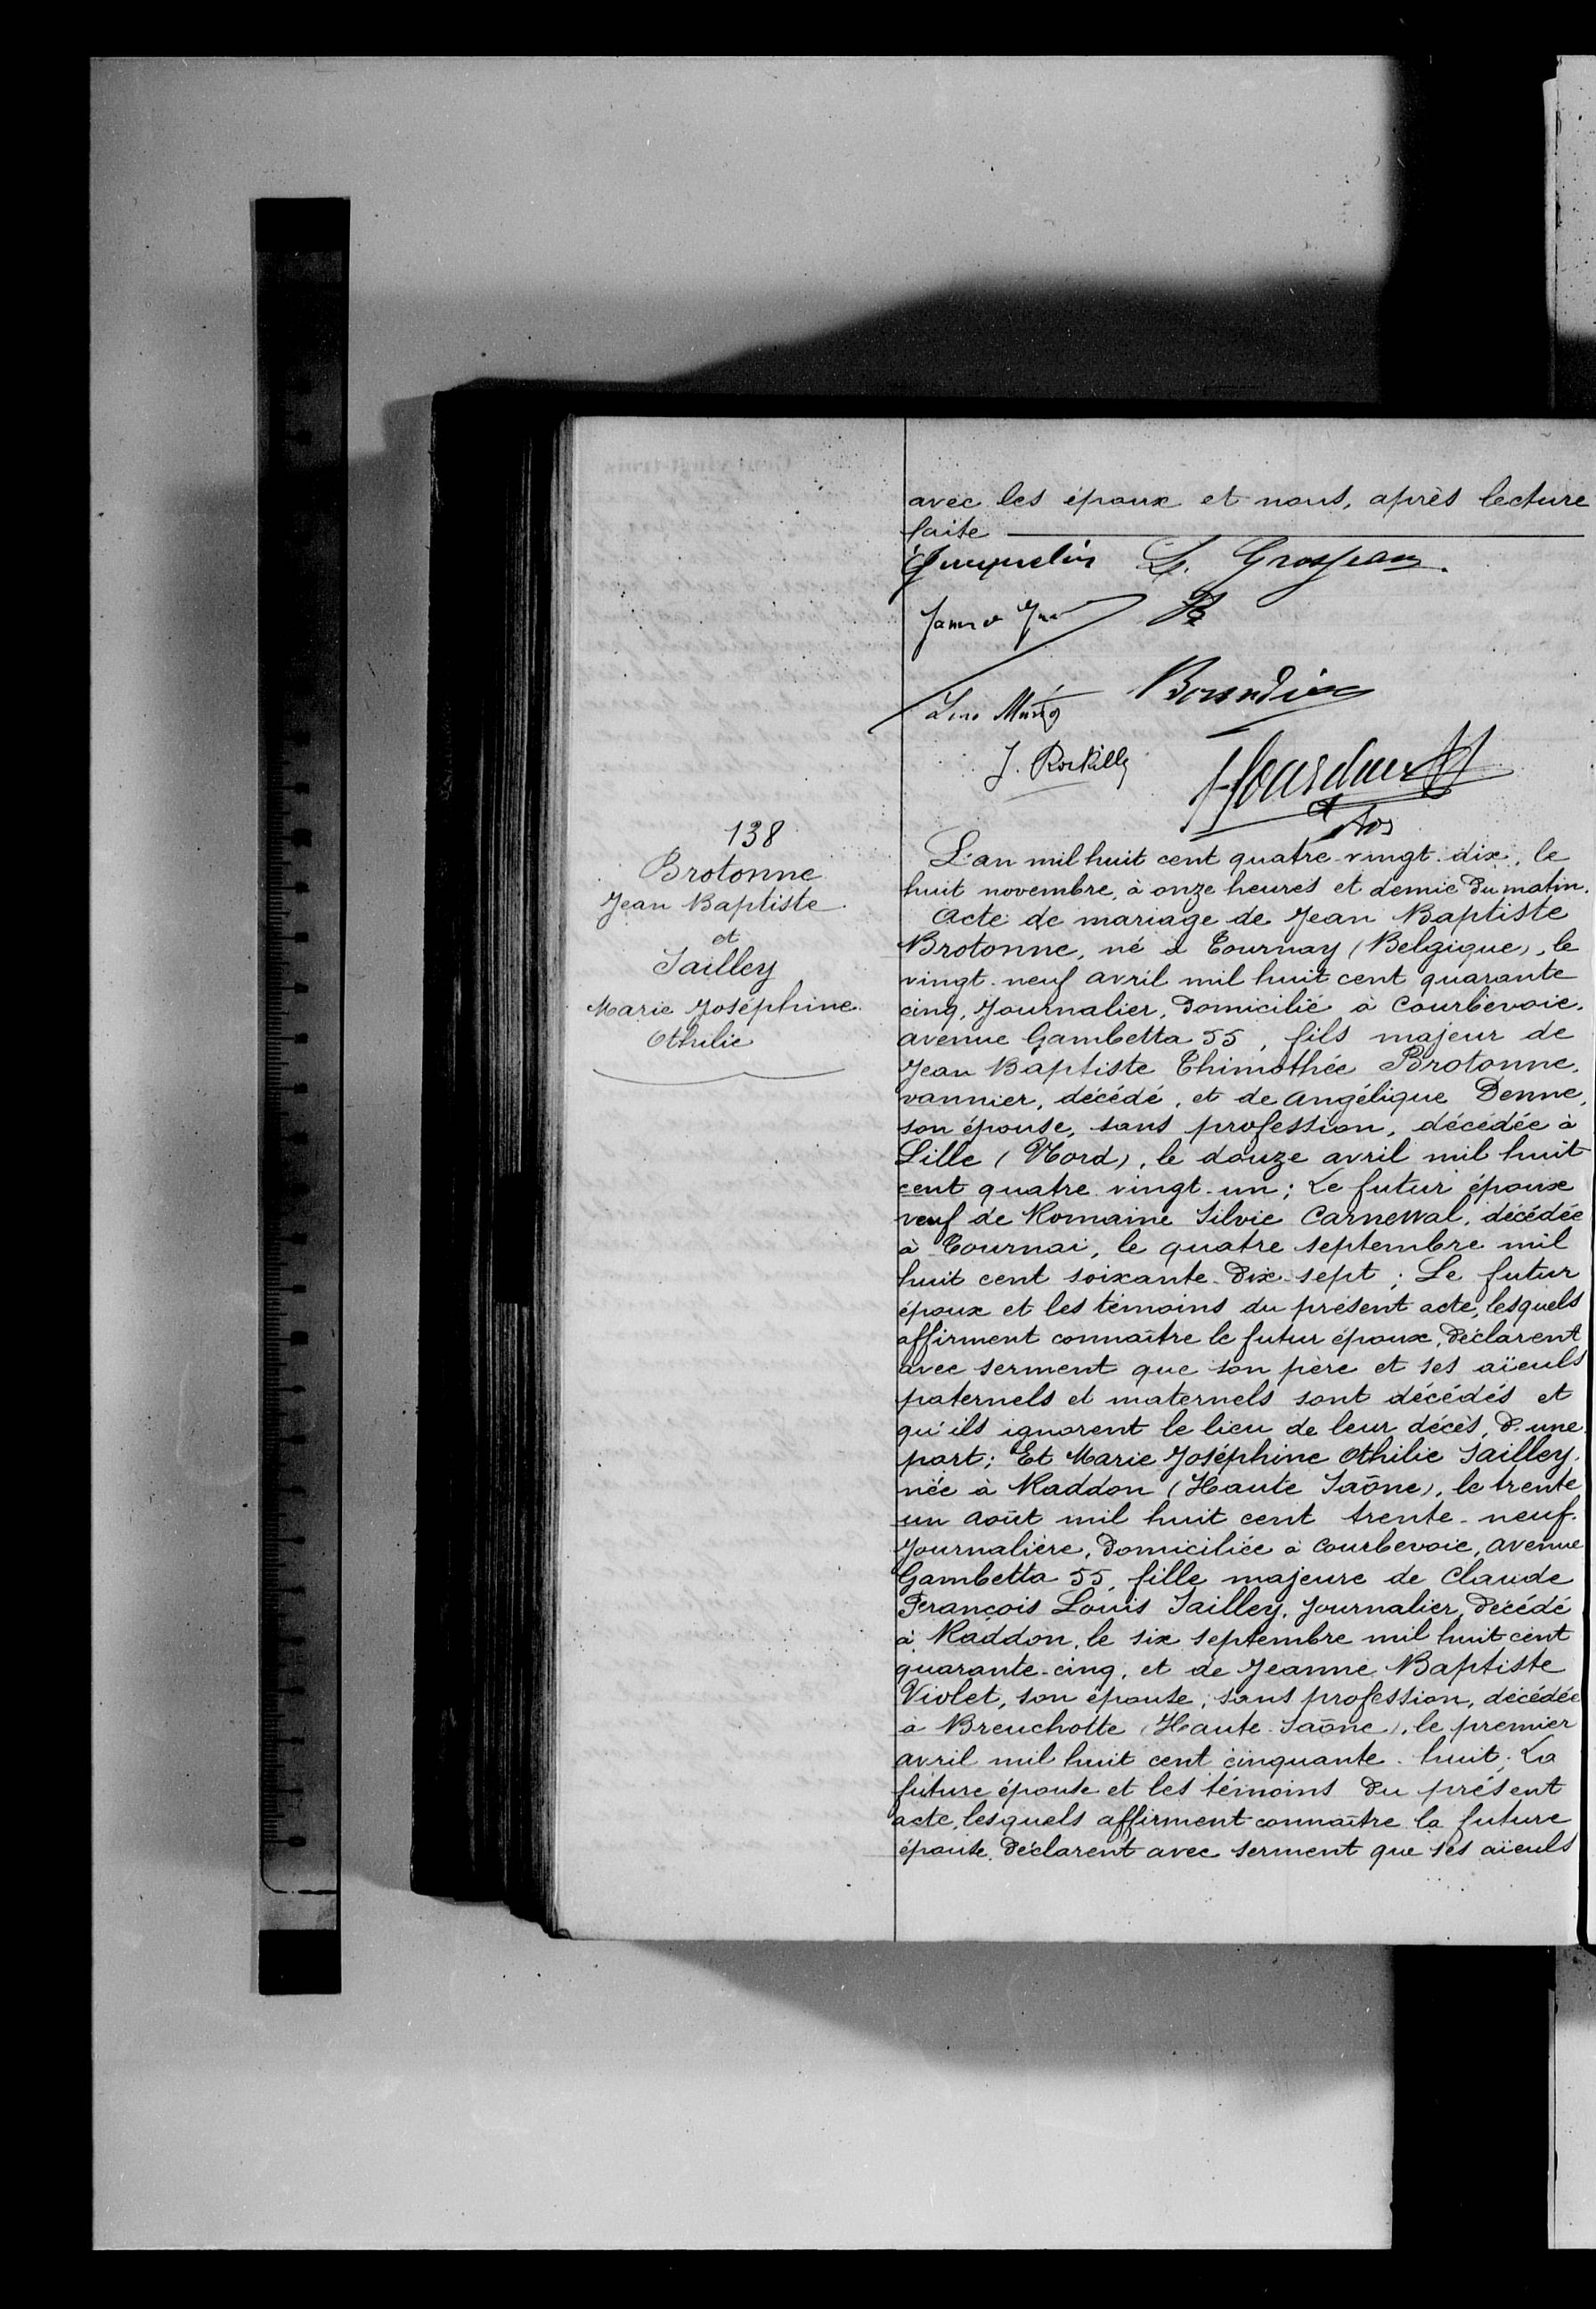 avec les époux et nous, après lecture
faite
L. Grosjean
J. Rockilly
138
Brotonne
Jean Baptiste
et
Sailley
Marie Joséphine
Othilie
L'an mil huit cent quatre-vingt-dix, le
huit novembre, à onze heures et demie du matin.
Acte de mariage de Jean Baptiste
Brotonne, né à Tournay (Belgique), le
vingt-neuf avril mil huit cent quarante
cinq, Journalier, domicilié à Courbevoie,
avenue Gambetta 55, fils majeur de
Jean Baptiste Thimothée Brotonne,
vannier, décédé, et de Angélique Denne,
son épouse, sans profession, décédée à
Lille (Nord), le douze avril mil huit
cent quatre vingt-un; Le futur époux
veuf de Romaine Silvie Carnewal, décédée
à Tournai, le quatre septembre mil
huit cent soixante-dix-sept; Le futur
époux et les témoins du présent acte, lesquels
affirment connaître le futur époux, déclarent
avec serment que son père et ses aïeuls
paternels et maternels sont décédés et
qu'ils ignorent le lieu de leur décès, d'une
part; Et Marie Joséphine Othilie Sailley,
née à Raddon (Haute Saône), le trente
un août mil huit cent trente-neuf.
Journalière, domiciliée à Courbevoie, avenue
Gambetta 55, fille majeure de Claude
François Louis Sailley, Journalier, décédé
à Raddon, le six septembre mil huit cent
quarante-cinq, et de Jeanne Baptiste
Violet, son épouse, sans profession, décédée
à Breuchotte (Haute-Saône), le premier
avril mil huit cent cinquante-huit; La
future épouse et les témoins du présent
acte, lesquels affirment connaître la future
épouse, déclarent avec serment que ses aïeuls